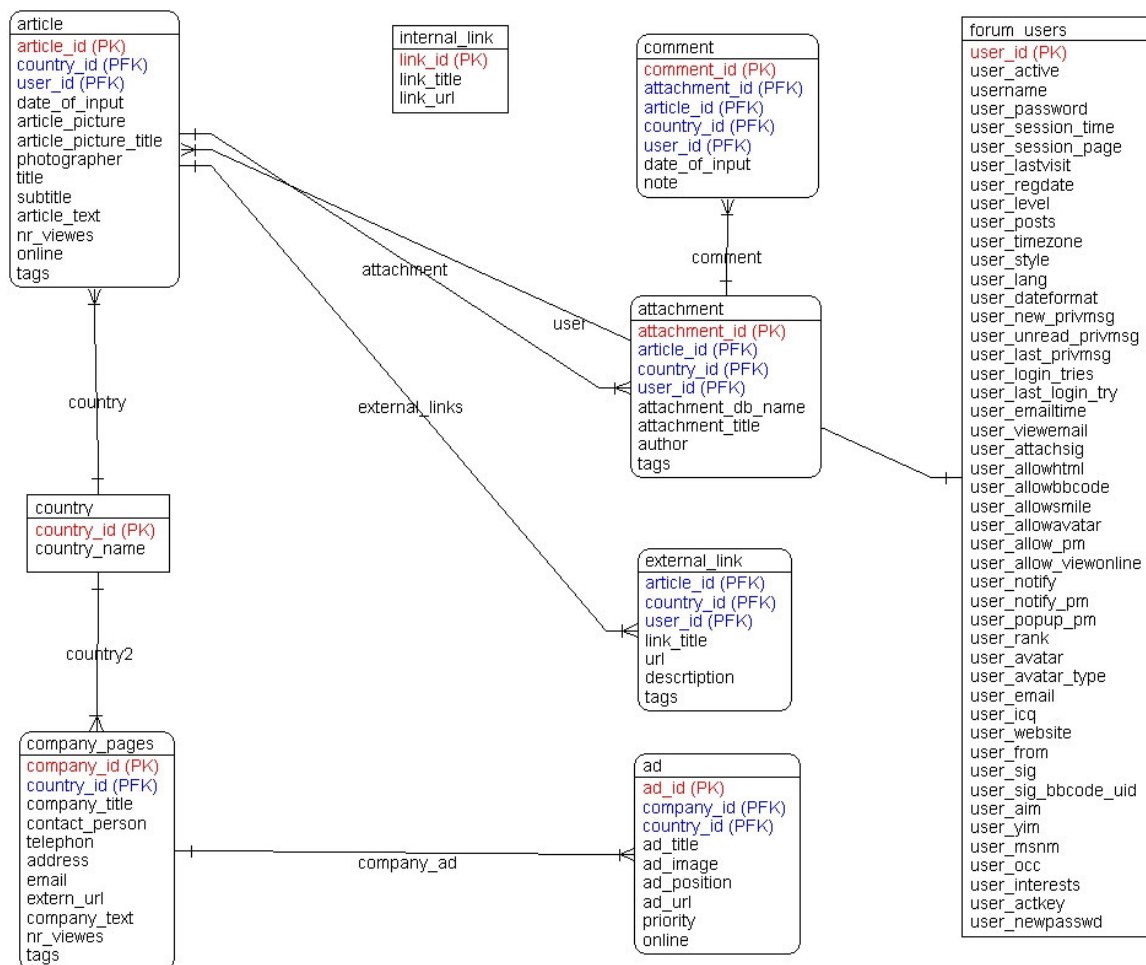 article
article_id (PK)
country_id (PFK)
user_id (PFK)
date_of_input
article_picture
article_picture_title
photographer
title
subtitle
article_text
nr_viewes
online
tags
internal_link
link_id (PK)
link_title
link_url
comment
comment_id (PK)
attachment_id (PFK)
article_id (PFK)
country_id (PFK)
user_id (PFK)
date_of_input
note
forum_users
user_id (PK)
user_active
username
user_password
user_session_time
user_session_page
user_lastvisit
user_regdate
user_level
user_posts
user_timezone
user_style
user_lang
user_dateformat
user_new_privmsg
user_unread_privmsg
user_last_privmsg
user_login_tries
user_last_login_try
user_emailtime
user_viewemail
user_attachsig
user_allowhtml
user_allowbbcode
user_allowsmile
user_allowavatar
user_allow_pm
user_allow_viewonline
user_notify
user_notify_pm
user_popup_pm
user_rank
user_avatar
user_avatar_type
user_email
user_icq
user_website
user_from
user_sig
user_sig_bbcode_uid
user_aim
user_yim
user_msnm
user_occ
user_interests
user_actkey
user_newpasswd
comment
attachment
user
attachment
attachment_id (PK)
article_id (PFK)
country_id (PFK)
user_id (PFK)
attachment_db_name
attachment_title
author
tags
country
external_links
country
country_id (PK)
country_name
external_link
article_id (PFK)
country_id (PFK)
user_id (PFK)
link_title
url
descrtiption
tags
country2
company_pages
company_id (PK)
country_id (PFK)
company_title
contact_person
telephon
address
email
extern_url
company_text
nr_viewes
tags
company_ad
ad
ad_id (PK)
company_id (PFK)
country_id (PFK)
ad_title
ad_image
ad_position
ad_url
priority
online